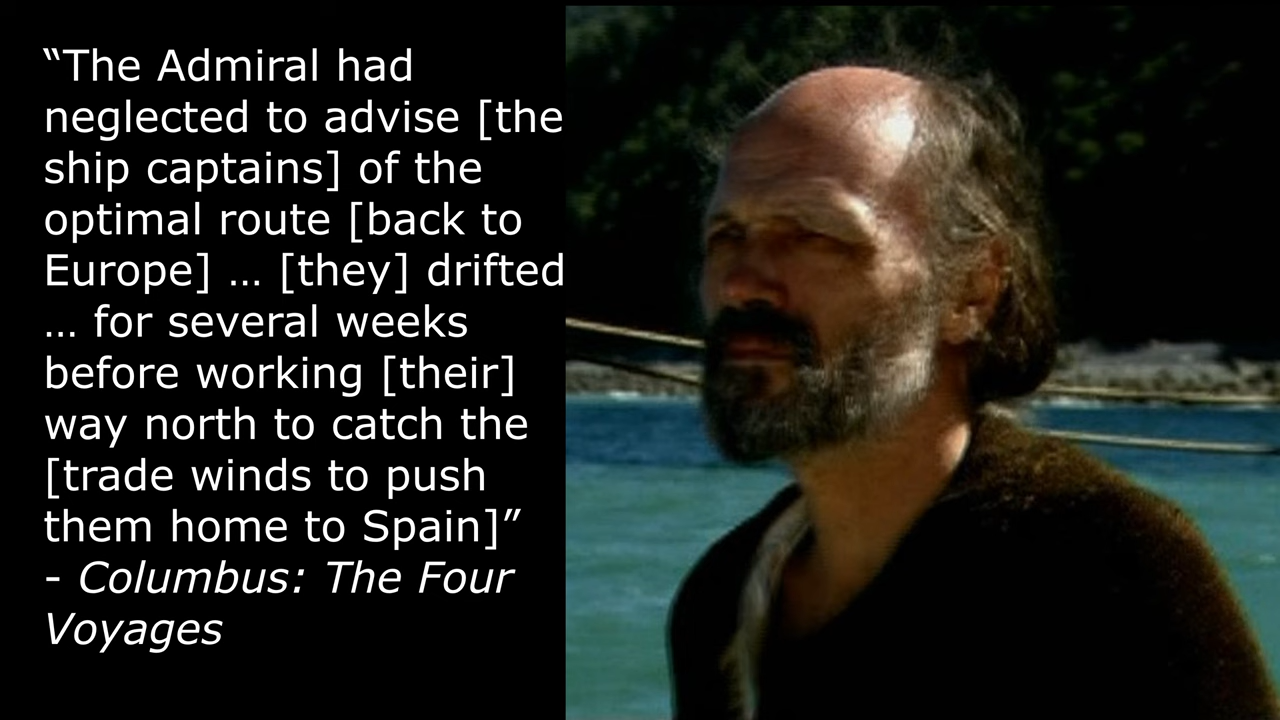 “The Admiral had
neglected to advise [the
ship captains] of the
optimal route [back to
Europe] … [they] drifted
… for several weeks
before working [their]
way north to catch the
[trade winds to push
them home to Spain]”
- Columbus: The Four
Voyages